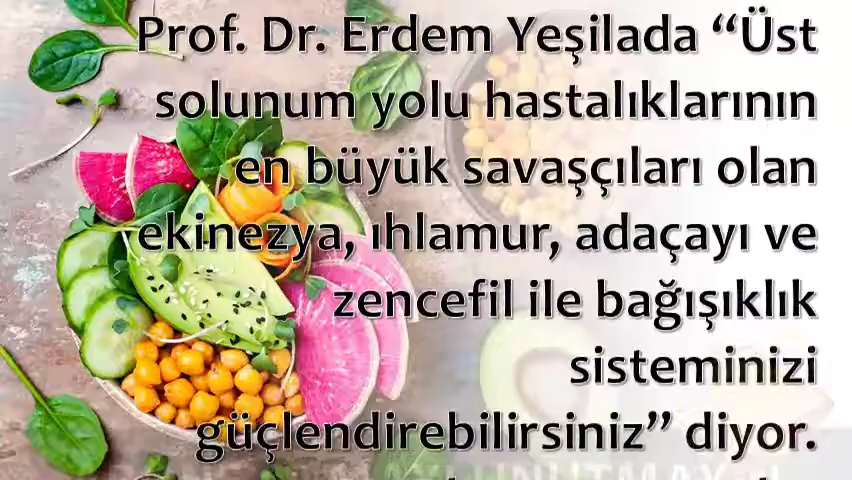 Prof. Dr. Erdem Yeşilada “Üst
solunum yolu hastalıklarının
en büyük savaşçıları olan
ekinezya, ıhlamur, adaçayı ve
zencefil ile bağışıklık
sisteminizi
güçlendirebilirsiniz” diyor.